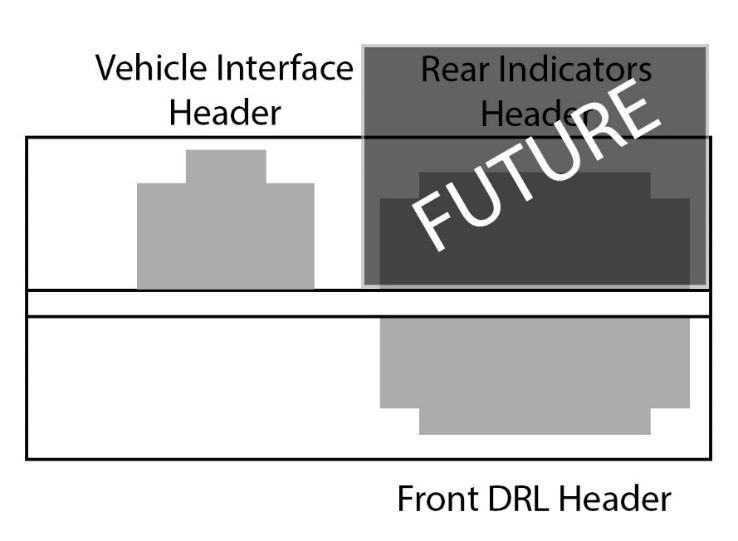 Vehicle Interface
Header
Rear Indicators
Header
FUTURE
Front DRL Header